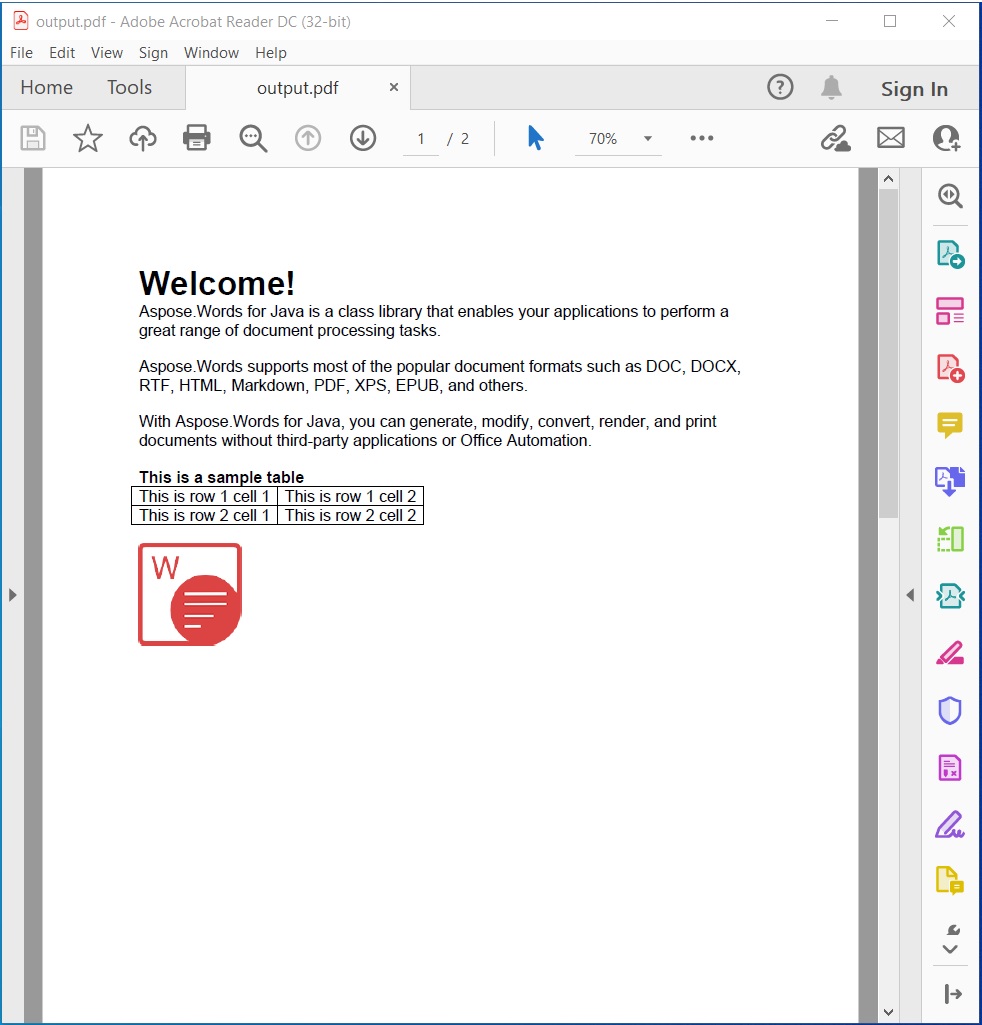 output.pdf - Adobe Acrobat Reader DC (32-bit)
File Edit View Sign Window Help
Home Tools output.pdf × ? Sign In
1 / 2 70%
Welcome!
Aspose.Words for Java is a class library that enables your applications to perform a
great range of document processing tasks.
Aspose.Words supports most of the popular document formats such as DOC, DOCX,
RTF, HTML, Markdown, PDF, XPS, EPUB, and others.
With Aspose.Words for Java, you can generate, modify, convert, render, and print
documents without third-party applications or Office Automation.
This is a sample table
This is row 1 cell 1 This is row 1 cell 2
This is row 2 cell 1 This is row 2 cell 2
W